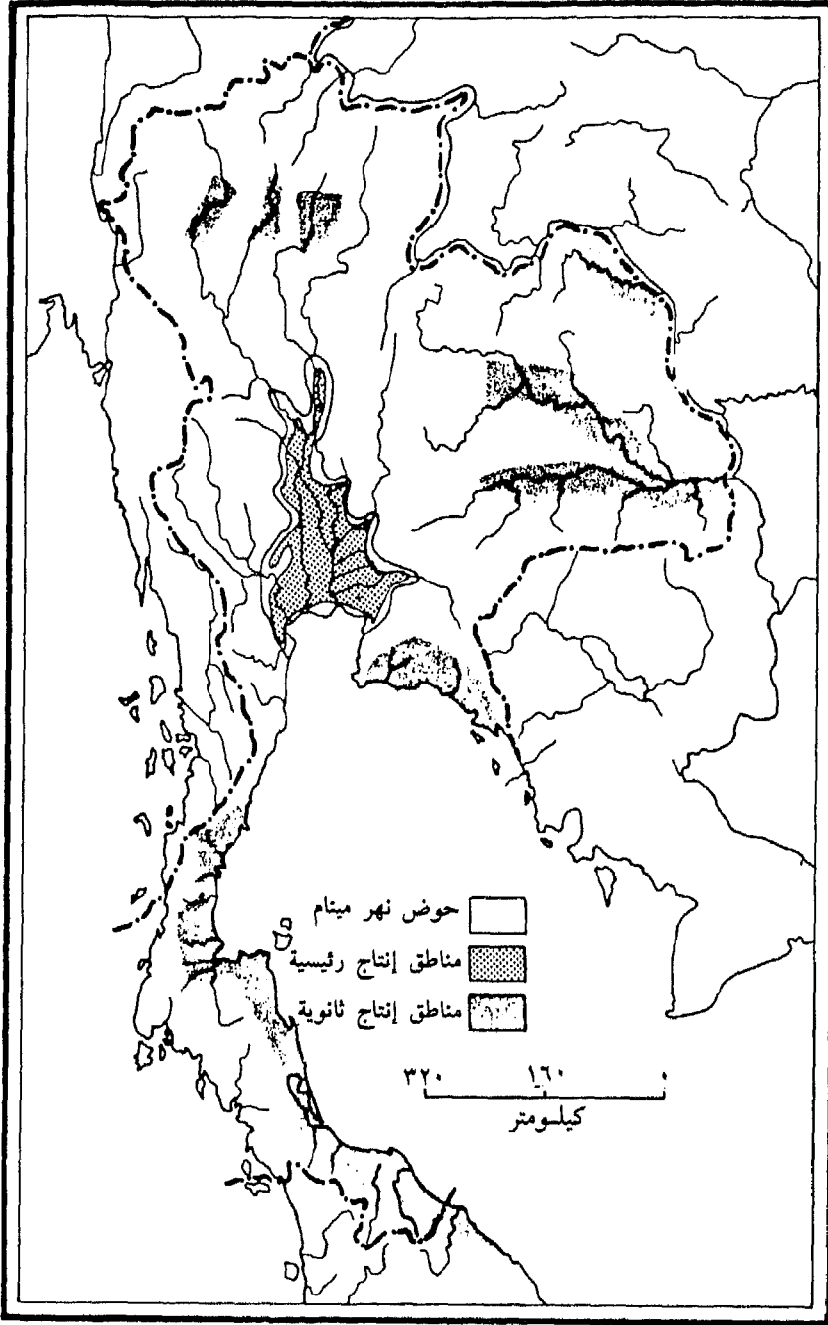 حوض نهر مينام
مناطق إنتاج رئيسية
مناطق إنتاج ثانوية
٣٢٠ ١٦٠ ٠
كيلومتر